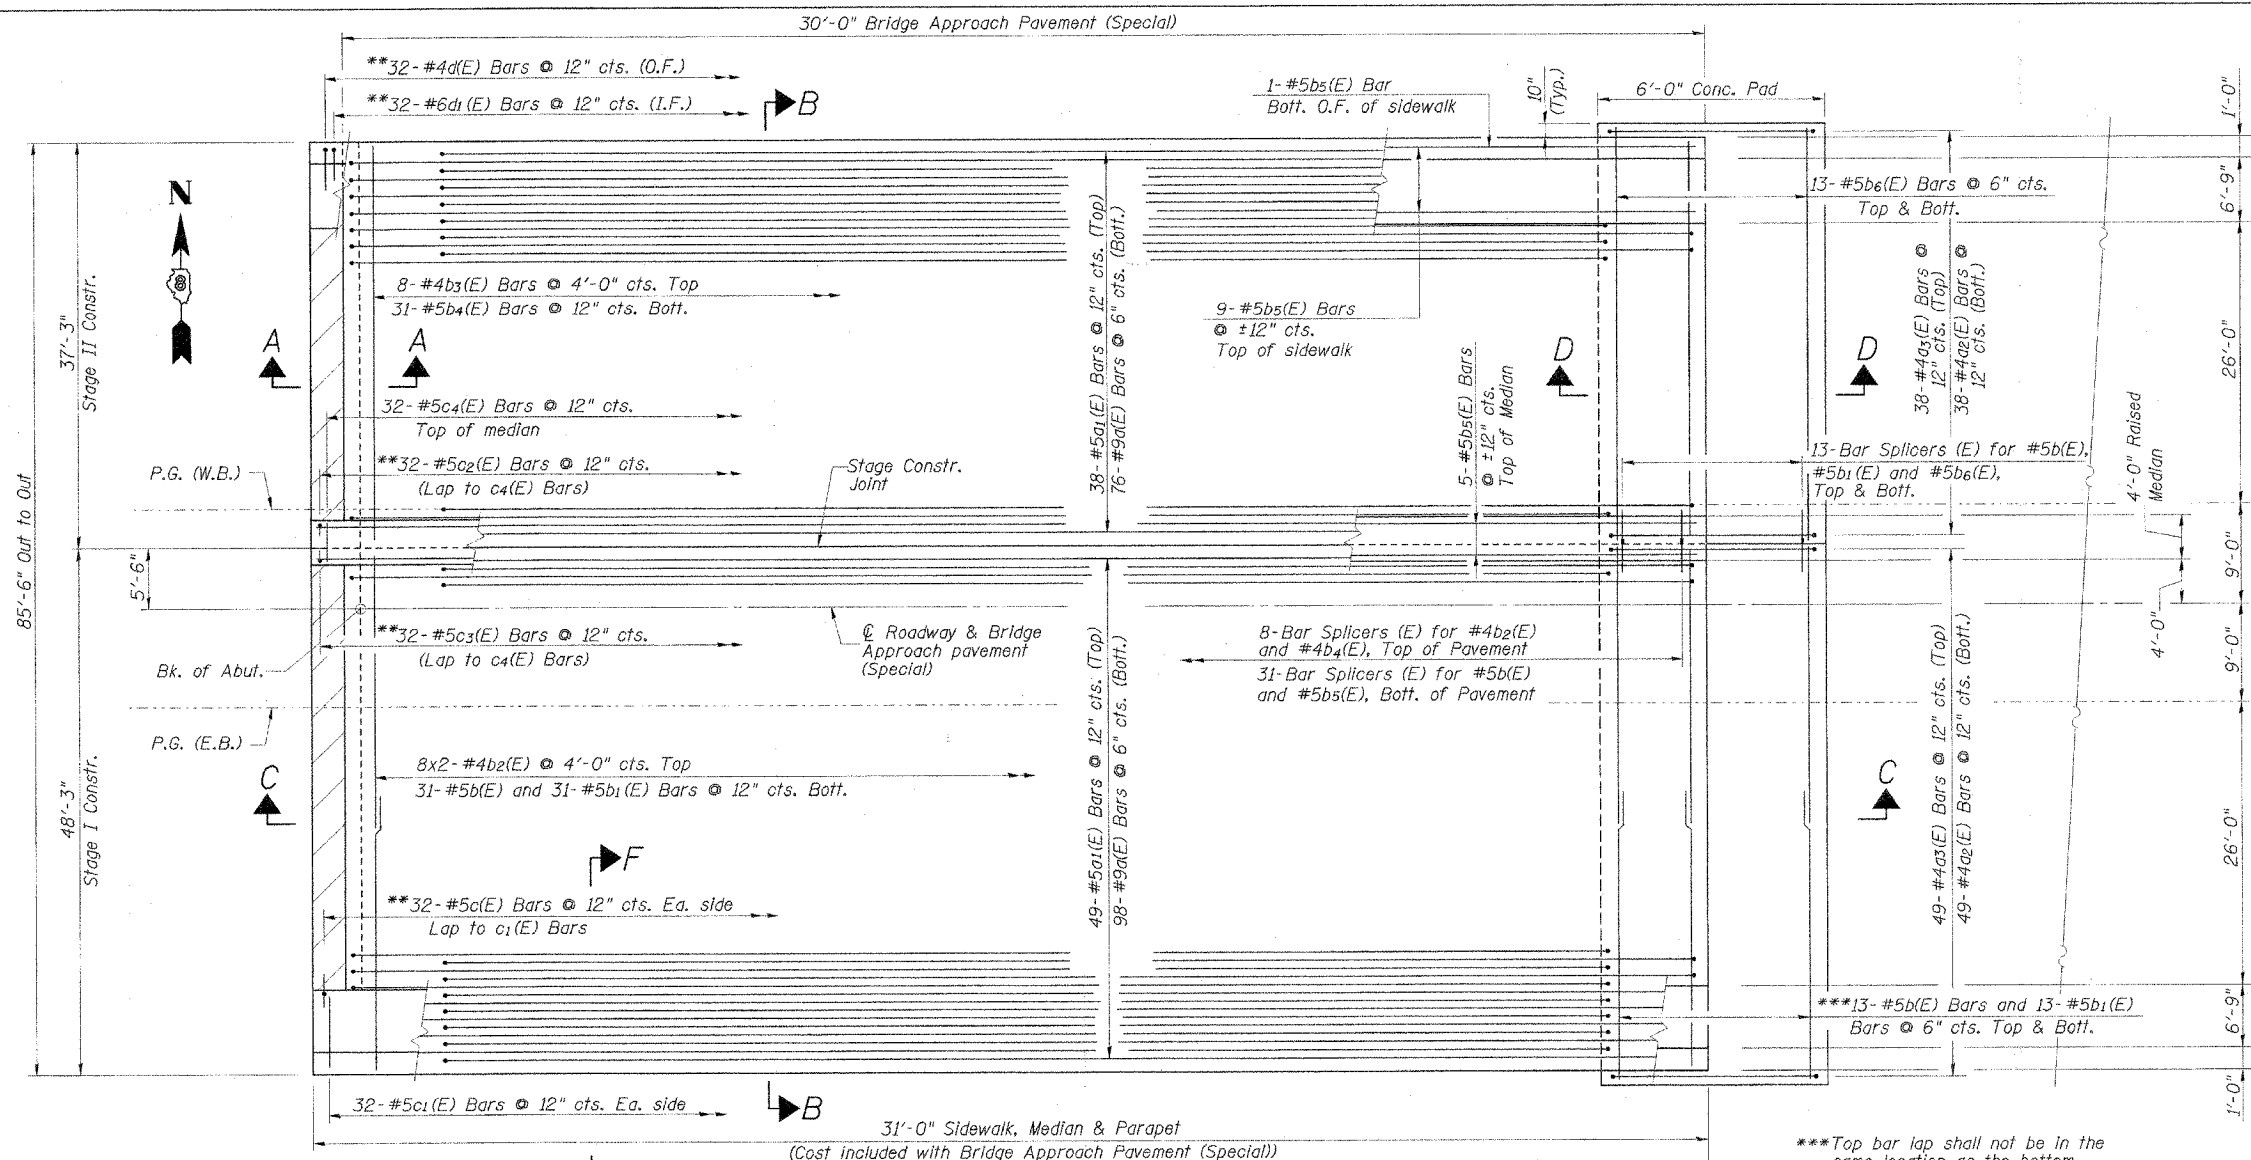 30'-0" Bridge Approach Pavement (Special)
**32-#4d(E) Bars @ 12" cts. (O.F.)
**32-#6d1(E) Bars @ 12" cts. (I.F.)
B
1-#5b5(E) Bar
Bott. O.F. of sidewalk
10"
(Typ.)
6'-0" Conc. Pad
1'-0"
N
8
13-#5b6(E) Bars @ 6" cts.
Top & Bott.
6'-9"
37'-3"
Stage II Constr.
8-#4b3(E) Bars @ 4'-0" cts. Top
31-#5b4(E) Bars @ 12" cts. Bott.
38-#5a1(E) Bars @ 12" cts. (Top)
76-#9a(E) Bars @ 6" cts. (Bott.)
9-#5b5(E) Bars
@ ±12" cts.
Top of sidewalk
38-#4a3(E) Bars @
12" cts. (Top)
38-#4a2(E) Bars @
12" cts. (Bott.)
26'-0"
A
A
D
D
5-#5b5(E) Bars
@ ±12" cts.
Top of Median
32-#5c4(E) Bars @ 12" cts.
Top of median
P.G. (W.B.)
**32-#5c2(E) Bars @ 12" cts.
(Lap to c4(E) Bars)
Stage Constr.
Joint
13-Bar Splicers (E) for #5b(E),
#5b1(E) and #5b6(E),
Top & Bott.
4'-0" Raised
Median
85'-6" Out to Out
5'-6"
9'-0"
4'-0"
**32-#5c3(E) Bars @ 12" cts.
(Lap to c4(E) Bars)
Bk. of Abut.
℄ Roadway & Bridge
Approach pavement
(Special)
8-Bar Splicers (E) for #4b2(E)
and #4b4(E), Top of Pavement
31-Bar Splicers (E) for #5b(E)
and #5b5(E), Bott. of Pavement
9'-0"
P.G. (E.B.)
48'-3"
Stage I Constr.
8x2-#4b2(E) @ 4'-0" cts. Top
31-#5b(E) and 31-#5b1(E) Bars @ 12" cts. Bott.
49-#5a1(E) Bars @ 12" cts. (Top)
98-#9a(E) Bars @ 6" cts. (Bott.)
49-#4a3(E) Bars @ 12" cts. (Top)
49-#4a2(E) Bars @ 12" cts. (Bott.)
26'-0"
C
C
F
**32-#5c(E) Bars @ 12" cts. Ea. side
Lap to c1(E) Bars
***13-#5b(E) Bars and 13-#5b1(E)
Bars @ 6" cts. Top & Bott.
6'-9"
32-#5c1(E) Bars @ 12" cts. Ea. side
B
1'-0"
31'-0" Sidewalk, Median & Parapet
(Cost included with Bridge Approach Pavement (Special))
***Top bar lap shall not be in the
same location as the bottom